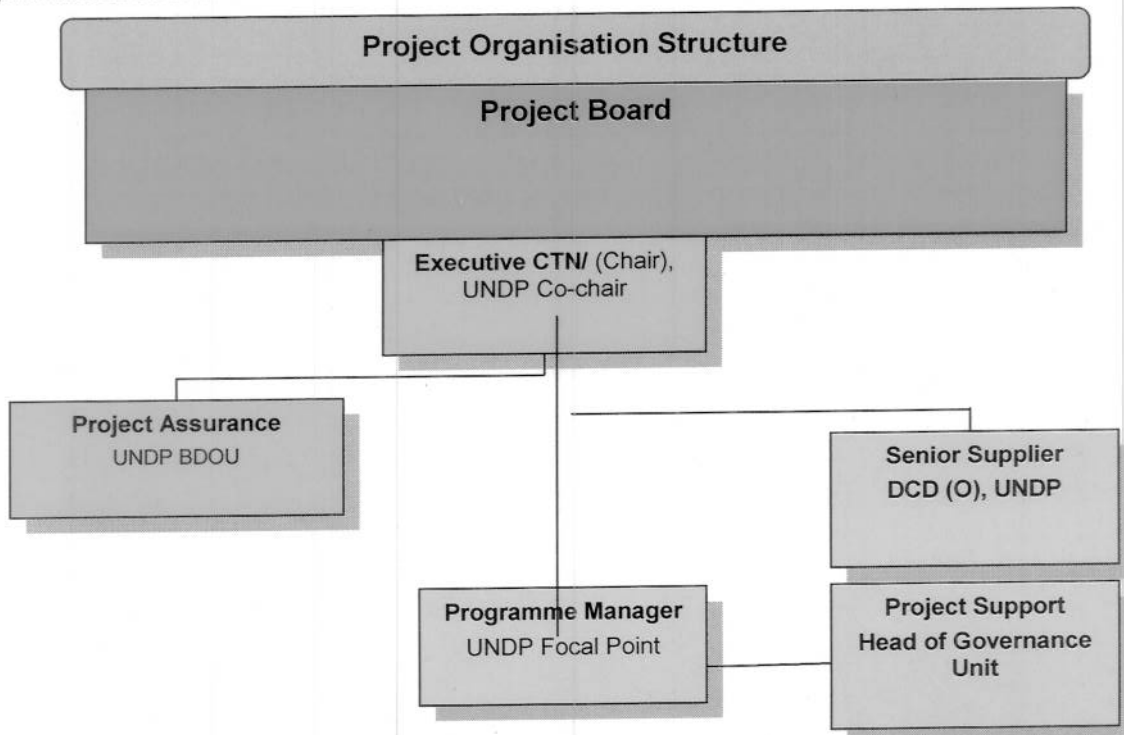 Project Organisation Structure
Project Board
Executive CTN/ (Chair),
UNDP Co-chair
Project Assurance
UNDP BDOU
Senior Supplier
DCD (O), UNDP
Programme Manager
UNDP Focal Point
Project Support
Head of Governance
Unit